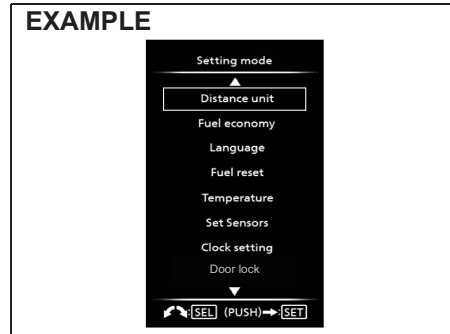 EXAMPLE
Setting mode
Distance unit
Fuel economy
Language
Fuel reset
Temperature
Set Sensors
Clock setting
Door lock
:SEL (PUSH)➔:SET